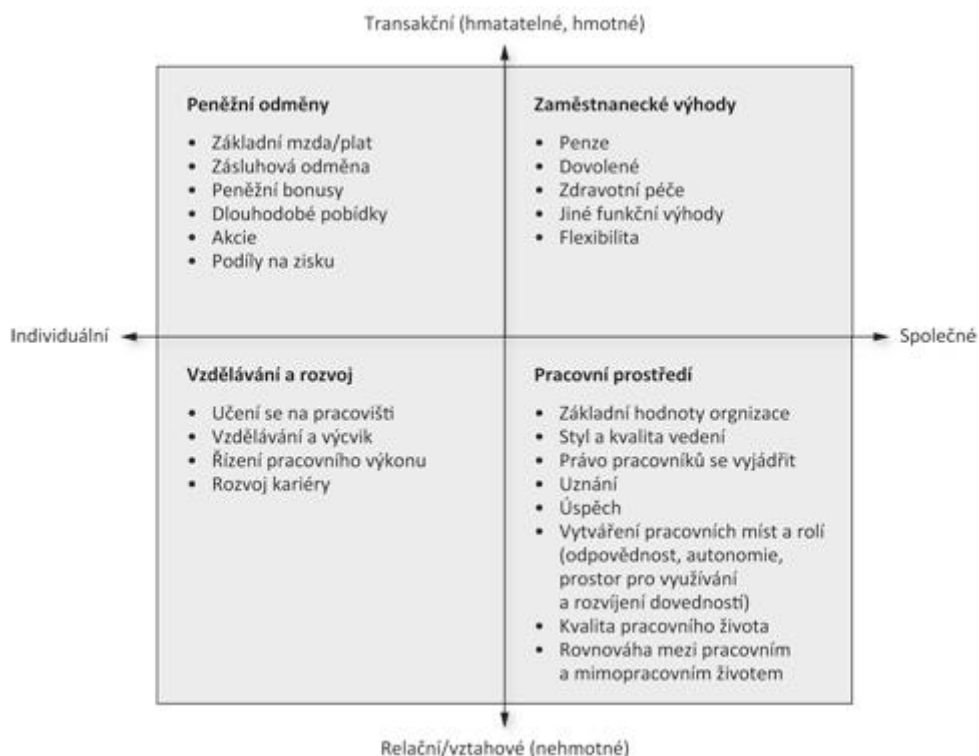 Transakční (hmatatelné, hmotné)
Peněžní odměny
• Základní mzda/plat
• Zásluhová odměna
• Peněžní bonusy
• Dlouhodobé pobídky
• Akcie
• Podíly na zisku
Zaměstnanecké výhody
• Penze
• Dovolené
• Zdravotní péče
• Jiné funkční výhody
• Flexibilita
Individuální
Společné
Vzdělávání a rozvoj
• Učení se na pracovišti
• Vzdělávání a výcvik
• Řízení pracovního výkonu
• Rozvoj kariéry
Pracovní prostředí
• Základní hodnoty orgnizace
• Styl a kvalita vedení
• Právo pracovníků se vyjádřit
• Uznání
• Úspěch
• Vytváření pracovních míst a rolí
(odpovědnost, autonomie,
prostor pro využívání
a rozvíjení dovedností)
• Kvalita pracovního života
• Rovnováha mezi pracovním
a mimopracovním životem
Relační/vztahové (nehmotné)